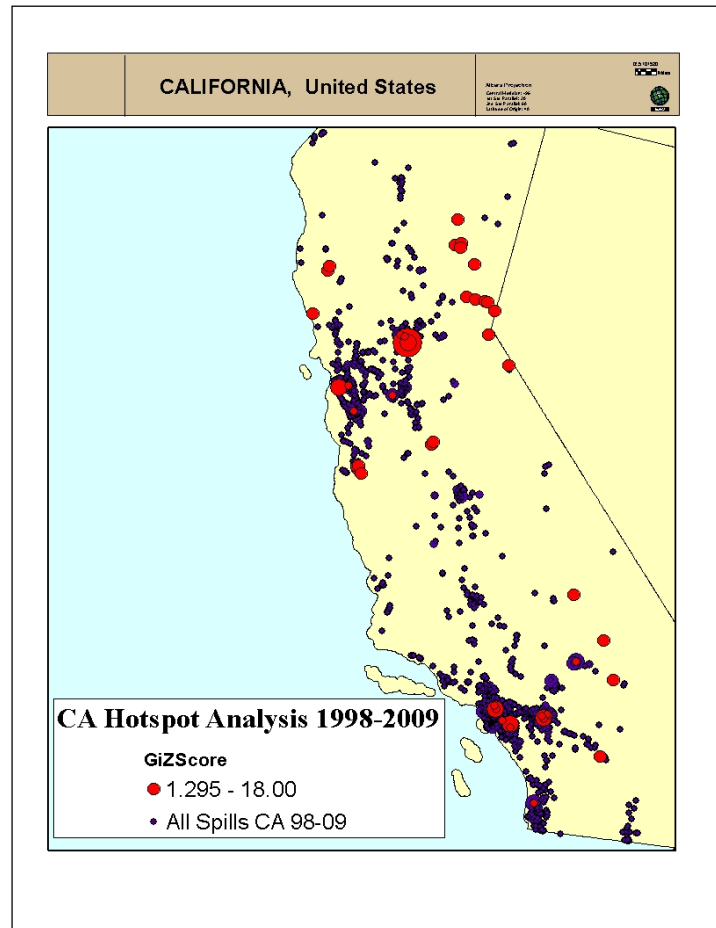 CALIFORNIA, United States
Albers Projection
CA Hotspot Analysis 1998-2009
GiZScore
1.295 - 18.00
All Spills CA 98-09